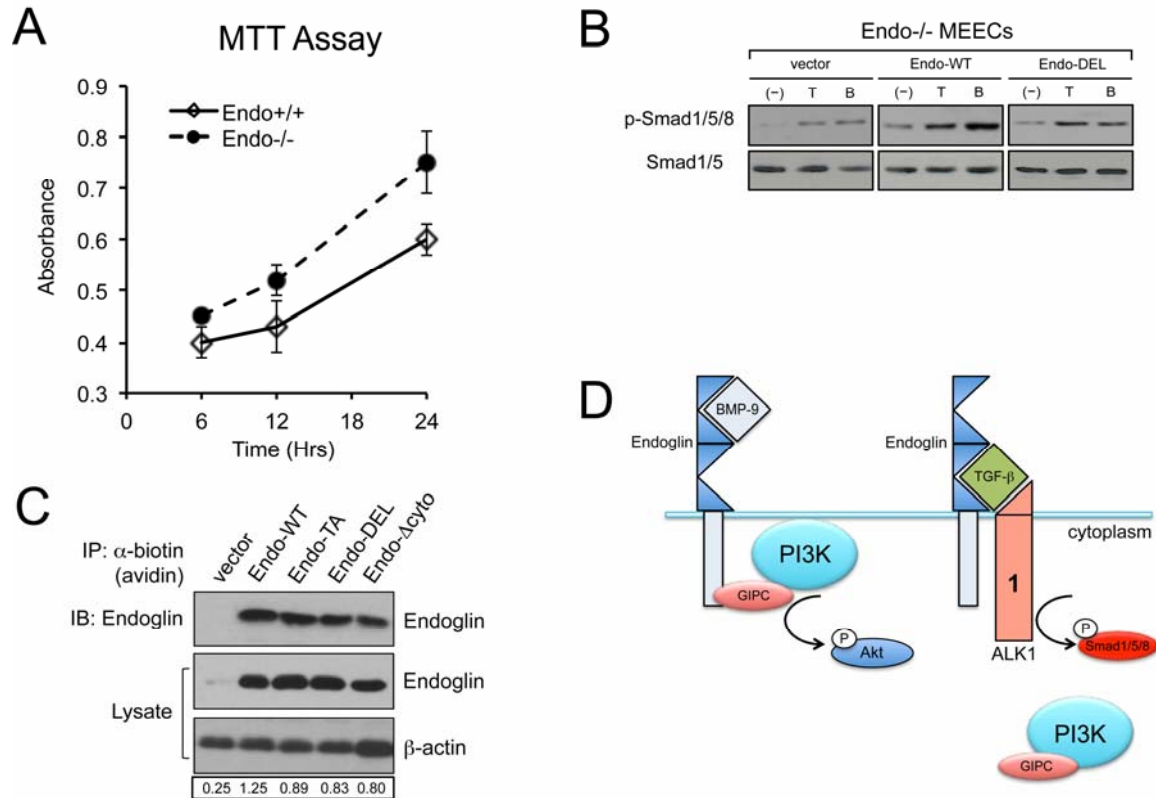 A
MTT Assay
0.9
0.8
0.7
0.6
0.5
0.4
0.3
Absorbance
Endo+/+
Endo-/-
0 6 12 18 24
Time (Hrs)
B
Endo-/- MEECs
vector Endo-WT Endo-DEL
(−) T B (−) T B (−) T B
p-Smad1/5/8
Smad1/5
C
IP: α-biotin
(avidin)
vector
Endo-WT
Endo-TA
Endo-DEL
Endo-Δcyto
IB: Endoglin
Endoglin
Lysate
Endoglin
β-actin
0.25 1.25 0.89 0.83 0.80
D
BMP-9
Endoglin
PI3K
GIPC
P
Akt
Endoglin
TGF-β
cytoplasm
1
ALK1
P
Smad1/5/8
PI3K
GIPC